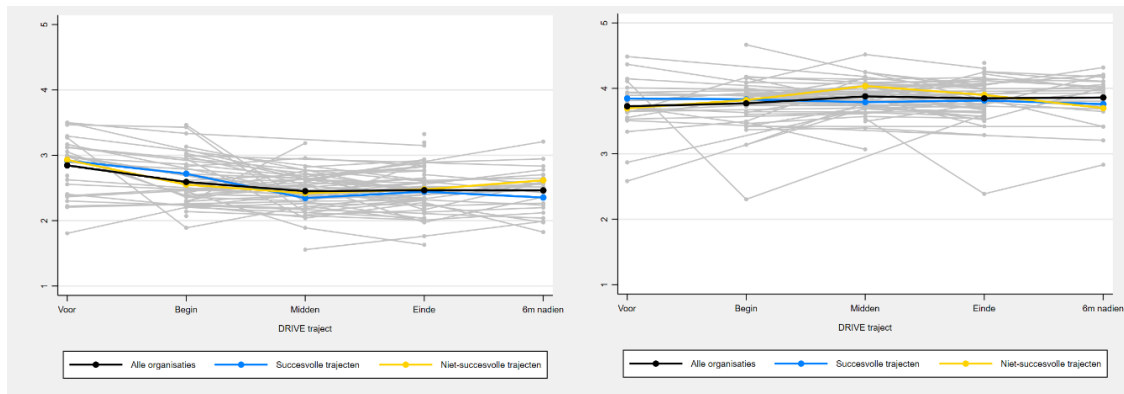 5
4
3
2
1
Voor Begin Midden Einde 6m nadien
DRIVE traject
Alle organisaties Succesvolle trajecten Niet-succesvolle trajecten
5
4
3
2
1
Voor Begin Midden Einde 6m nadien
DRIVE traject
Alle organisaties Succesvolle trajecten Niet-succesvolle trajecten